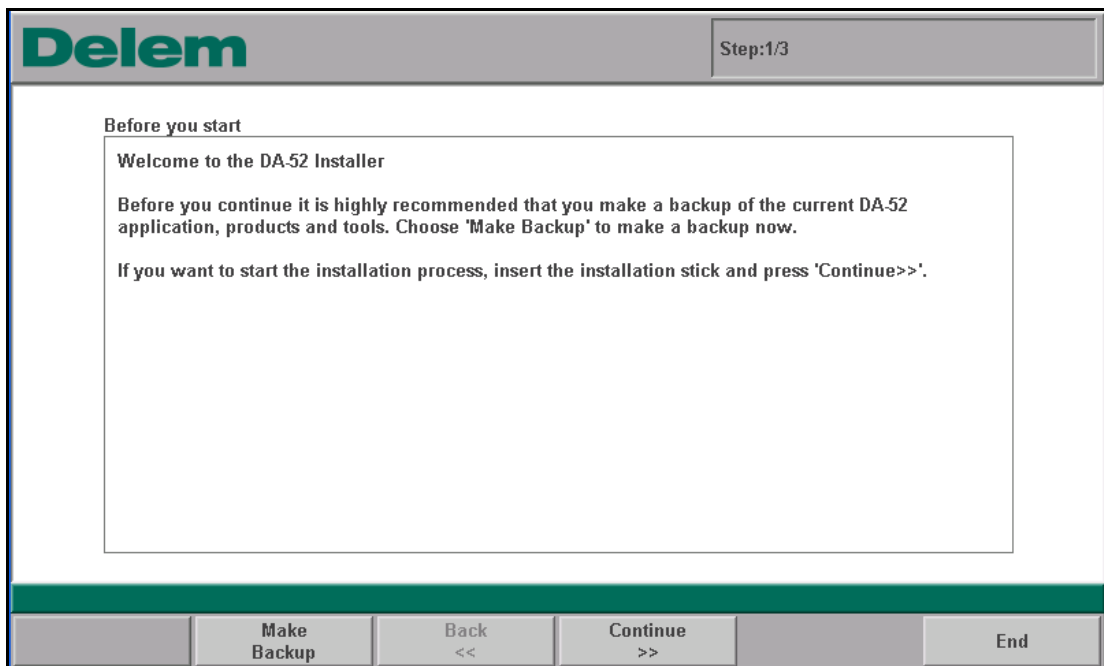 Delem
Step:1/3
Before you start
Welcome to the DA-52 Installer
Before you continue it is highly recommended that you make a backup of the current DA-52
application, products and tools. Choose 'Make Backup' to make a backup now.
If you want to start the installation process, insert the installation stick and press 'Continue>>'.
Make
Backup
Back
<<
Continue
>>
End